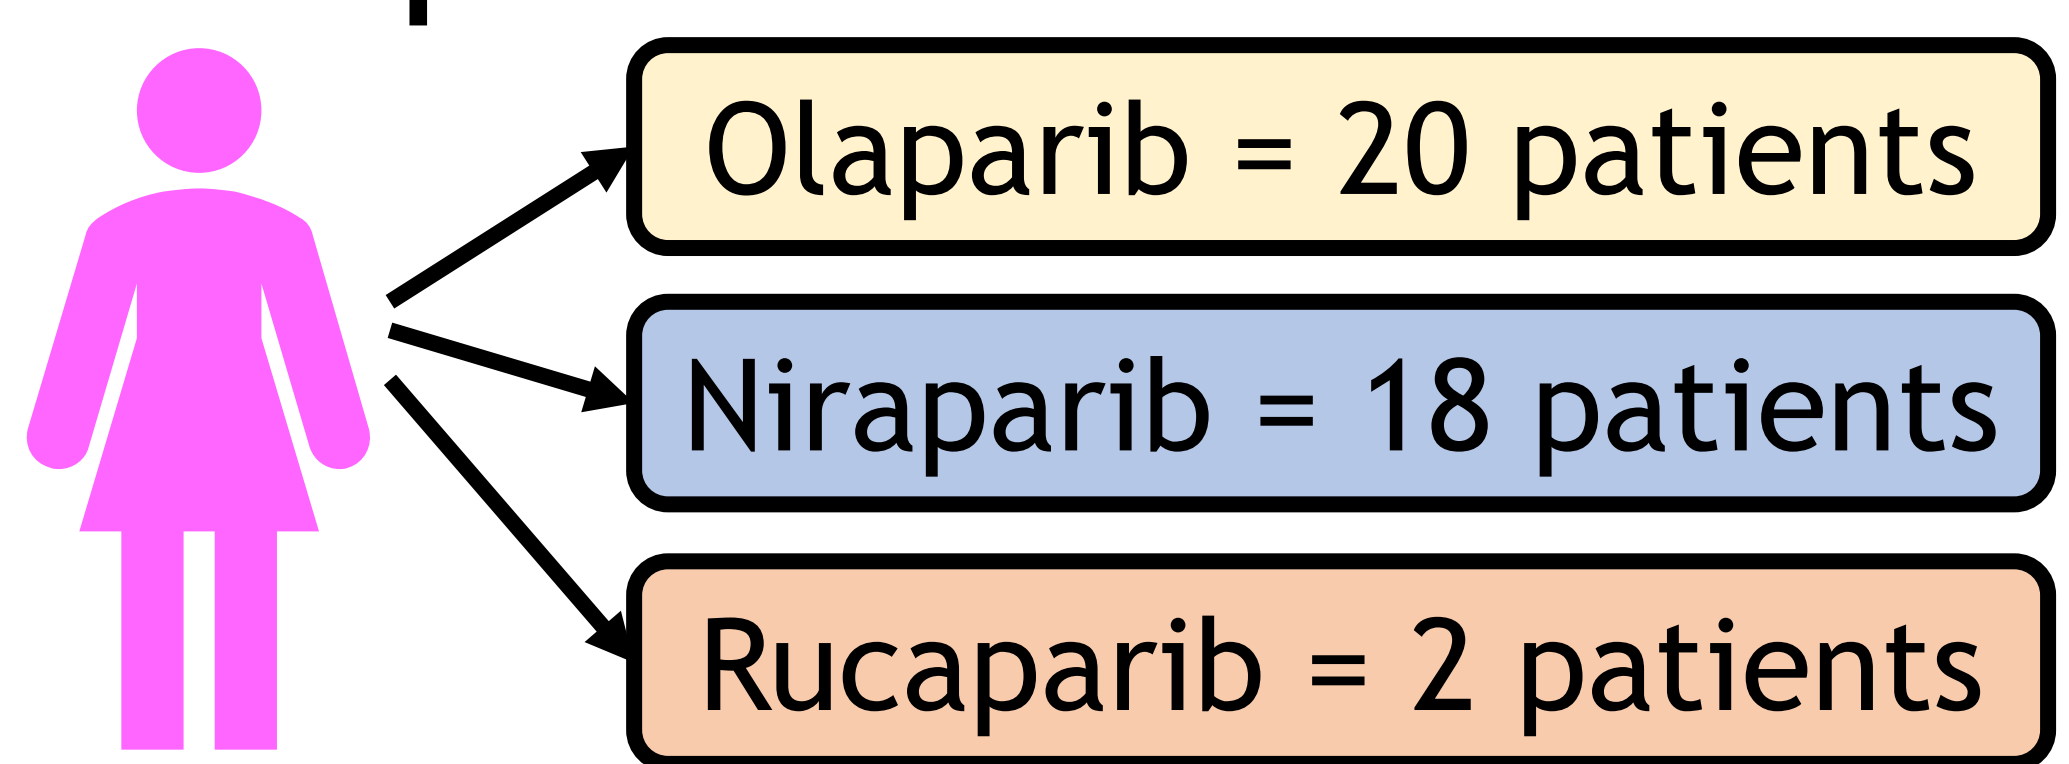 Olaparib = 20 patients
Niraparib = 18 patients
Rucaparib = 2 patients